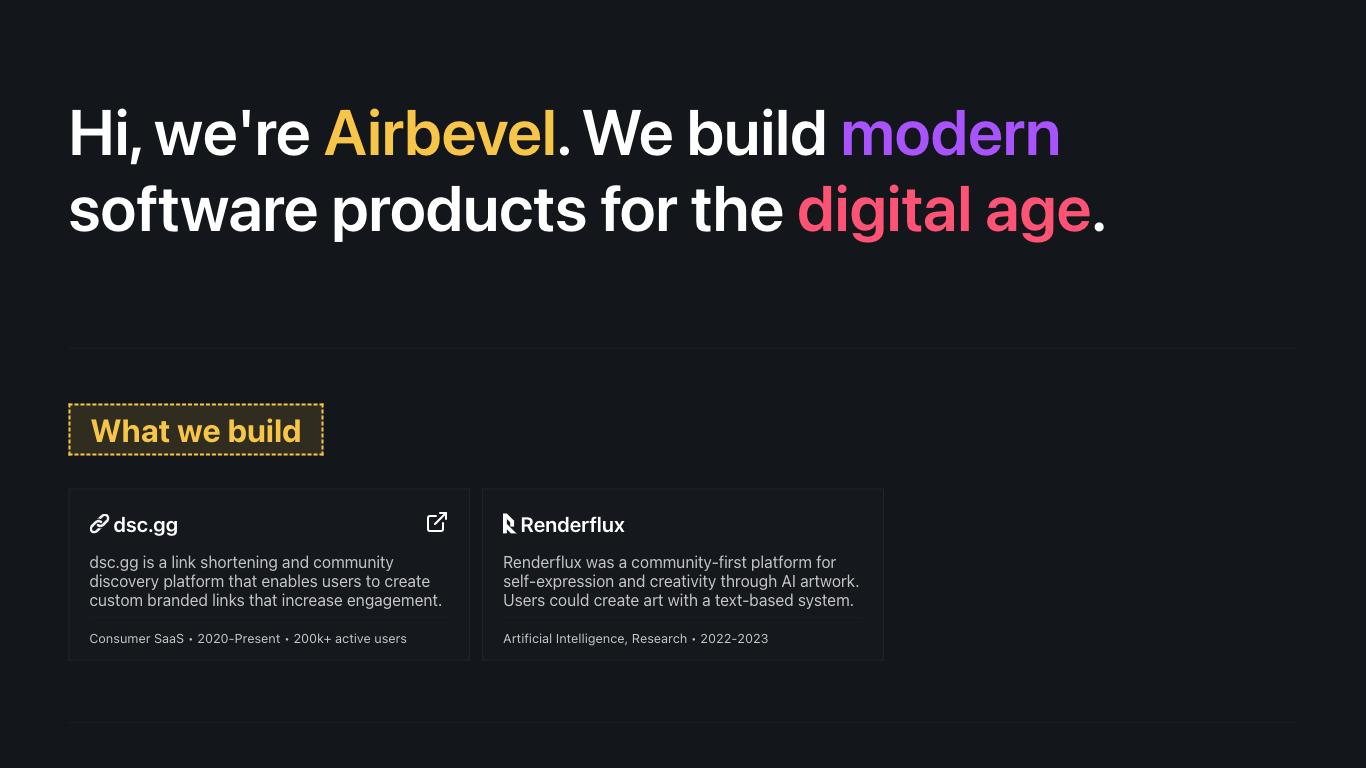 Hi, we're Airbevel. We build modern
software products for the digital age.
What we build
dsc.gg
dsc.gg is a link shortening and community
discovery platform that enables users to create
custom branded links that increase engagement.
Consumer SaaS • 2020-Present • 200k+ active users
Renderflux
Renderflux was a community-first platform for
self-expression and creativity through AI artwork.
Users could create art with a text-based system.
Artificial Intelligence, Research • 2022-2023